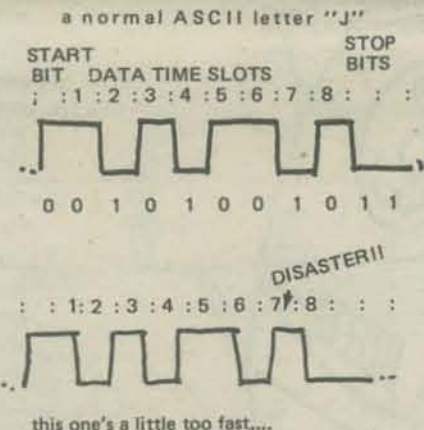 a normal ASCII letter "J"
START
BIT DATA TIME SLOTS
STOP
BITS
; : 1 : 2 : 3 : 4 : 5 : 6 : 7 : 8 : : :
0 0 1 0 1 0 0 1 0 1 1
DISASTER!!
: : 1: 2 : 3 : 4 : 5 : 6 : 7 : 8 : : :
this one's a little too fast....